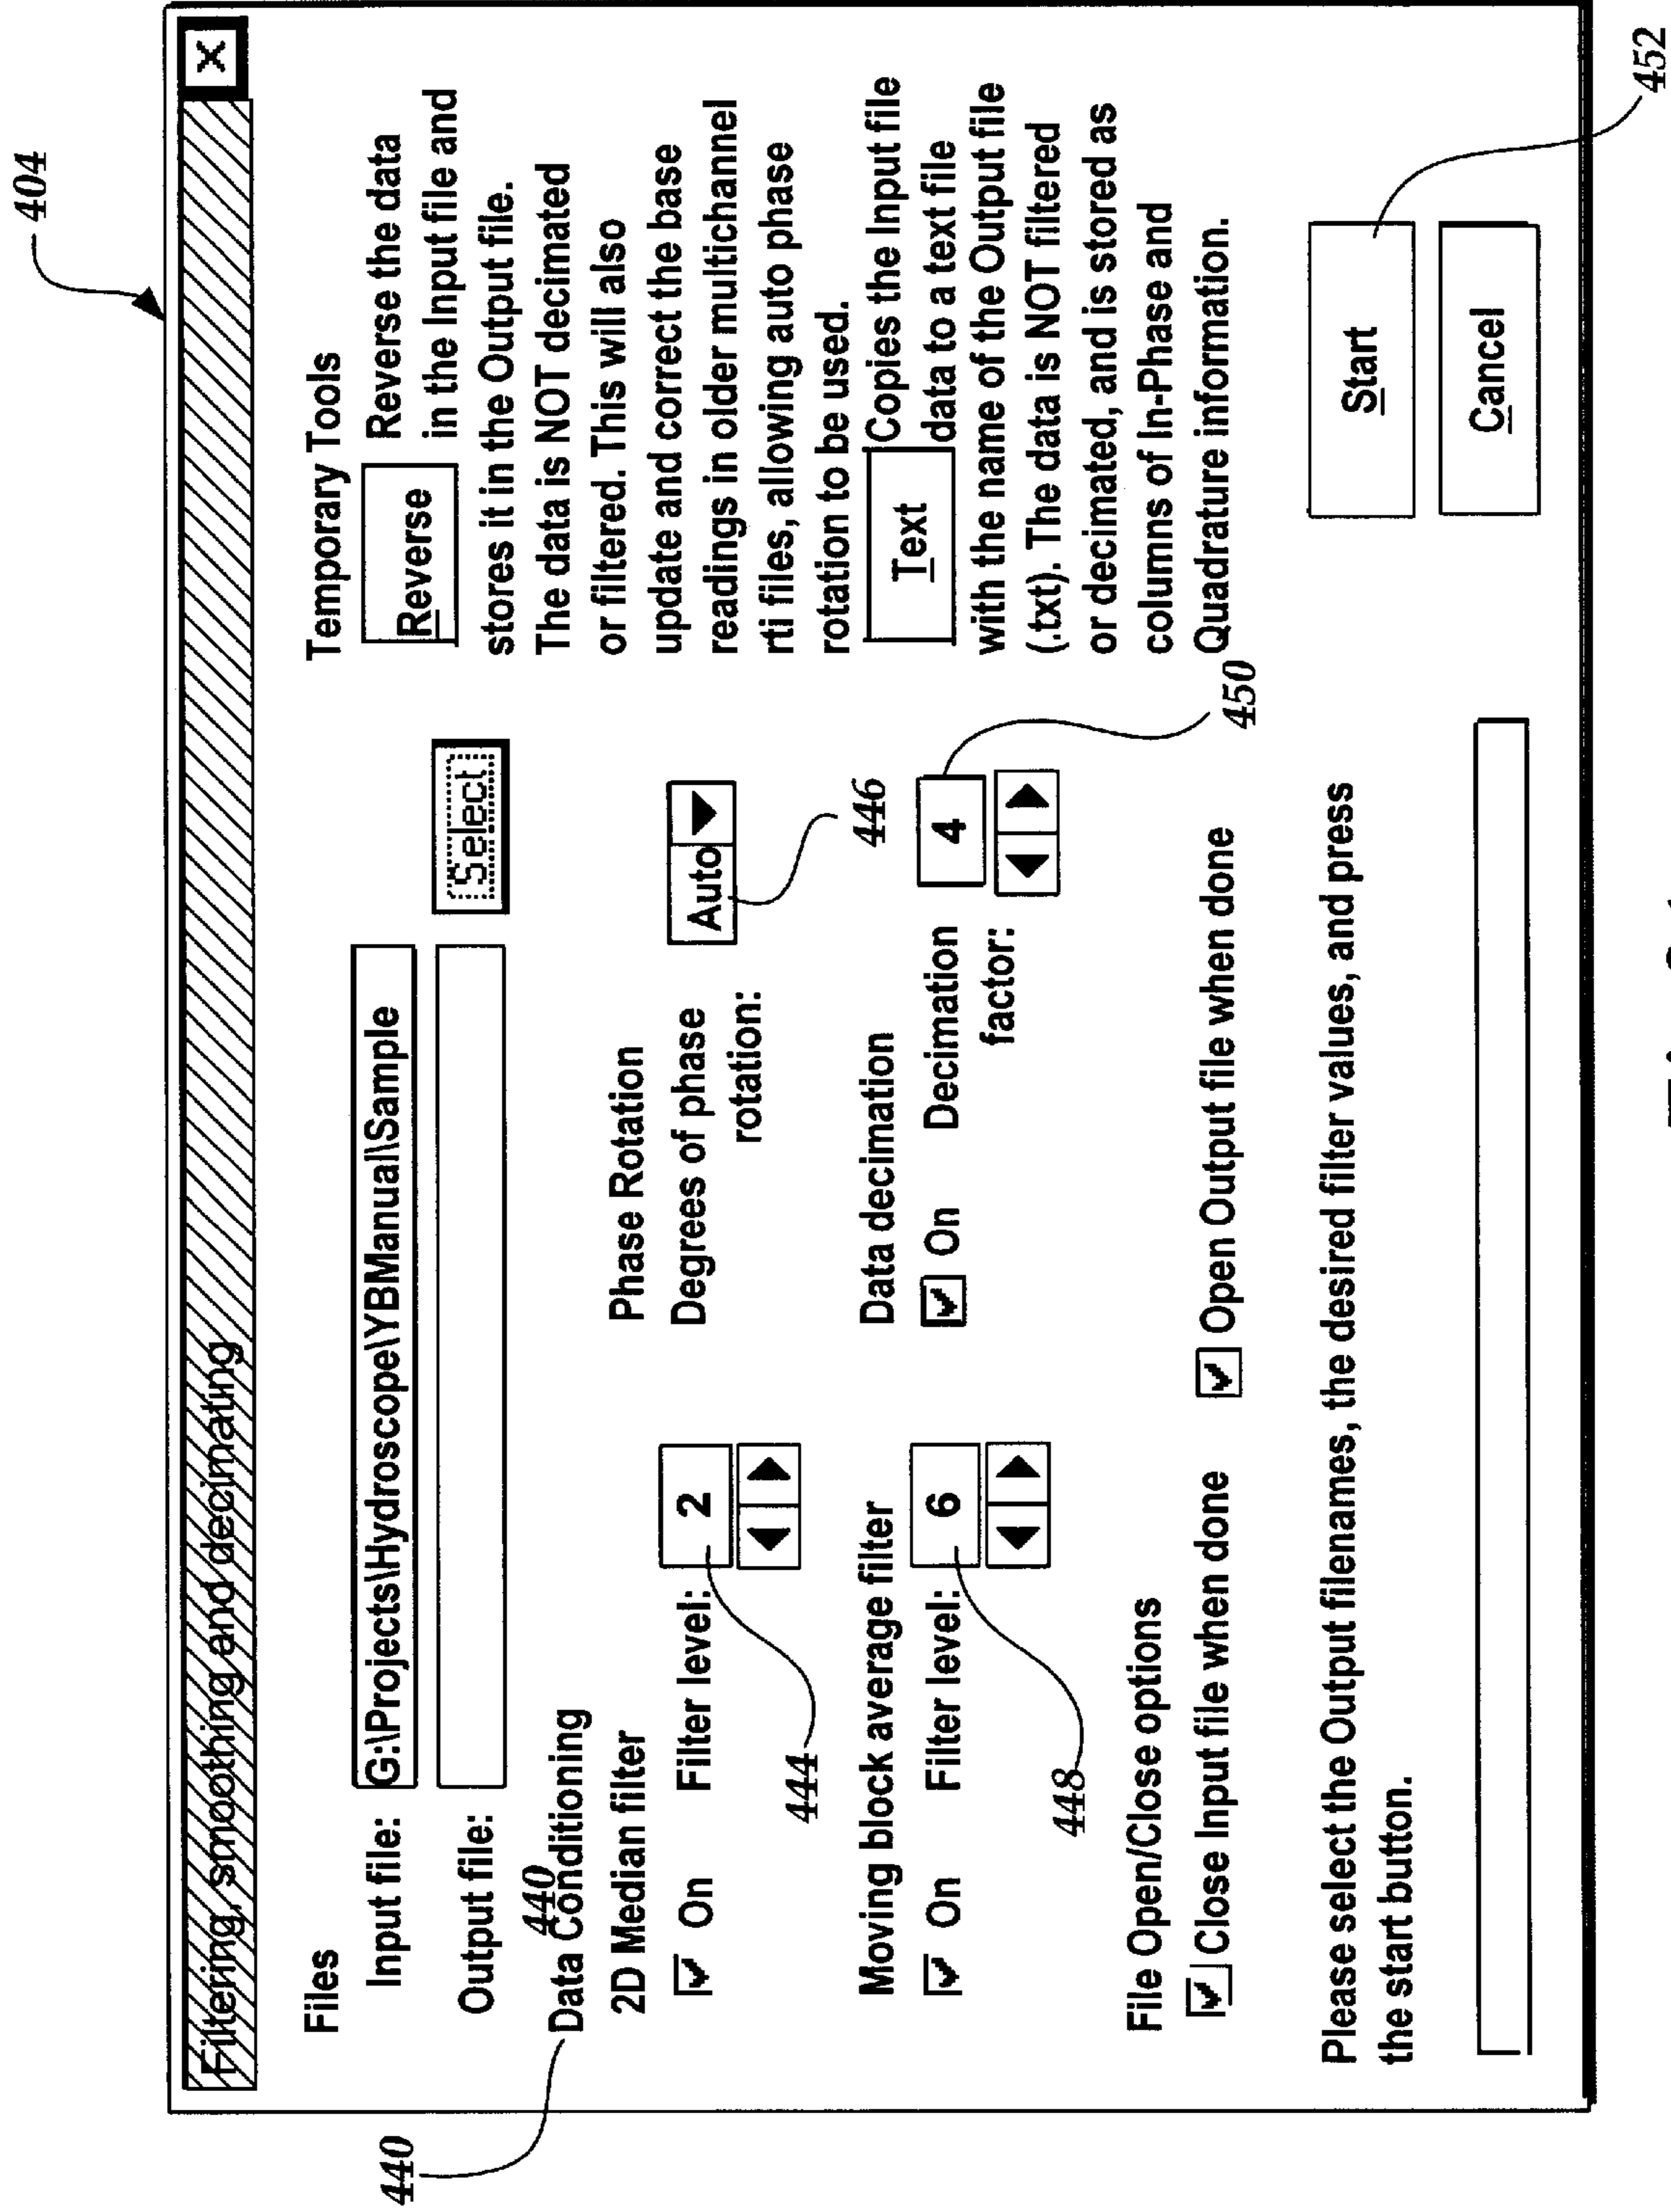 404
Filtering, smoothing and decimating
X
Files
Input file: G:\Projects\Hydroscope\YBManual\Sample
Output file:
Select
440
440
Data Conditioning
2D Median filter
On Filter level: 2
444
Phase Rotation
Degrees of phase
rotation:
Auto
446
Moving block average filter
On Filter level: 6
448
Data decimation
On Decimation
factor:
4
450
File Open/Close options
Close Input file when done
Open Output file when done
Please select the Output filenames, the desired filter values, and press
the start button.
Temporary Tools
Reverse
Reverse the data
in the Input file and
stores it in the Output file.
The data is NOT decimated
or filtered. This will also
update and correct the base
readings in older multichannel
rti files, allowing auto phase
rotation to be used.
Text
Copies the Input file
data to a text file
with the name of the Output file
(.txt). The data is NOT filtered
or decimated, and is stored as
columns of In-Phase and
Quadrature information.
Start
Cancel
452